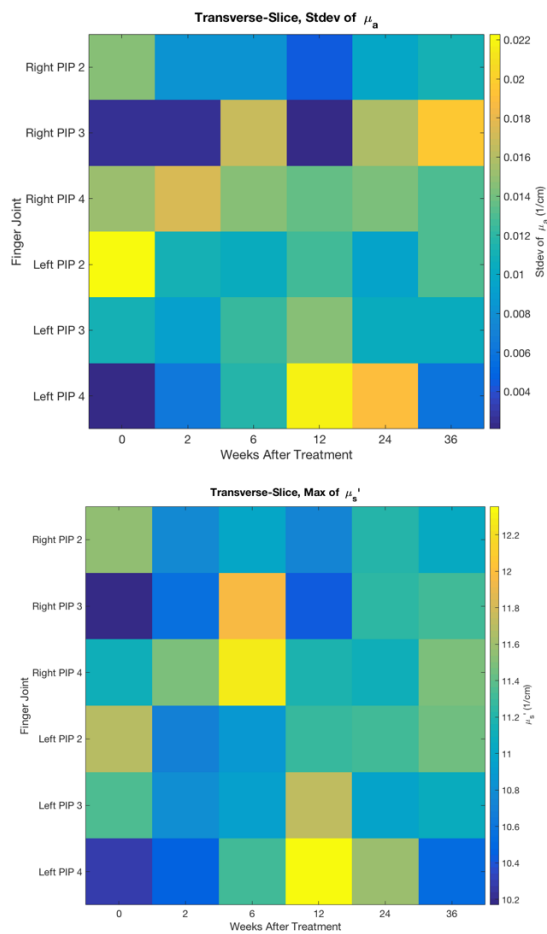 Transverse-Slice, Stdev of μa
Right PIP 2
Right PIP 3
Right PIP 4
Left PIP 2
Left PIP 3
Left PIP 4
Finger Joint
0 2 6 12 24 36
Weeks After Treatment
0.022
0.02
0.018
0.016
0.014
0.012
0.01
0.008
0.006
0.004
Stdev of μa (1/cm)
Transverse-Slice, Max of μs'
Right PIP 2
Right PIP 3
Right PIP 4
Left PIP 2
Left PIP 3
Left PIP 4
Finger Joint
0 2 6 12 24 36
Weeks After Treatment
12.2
12
11.8
11.6
11.4
11.2
11
10.8
10.6
10.4
10.2
μs' (1/cm)